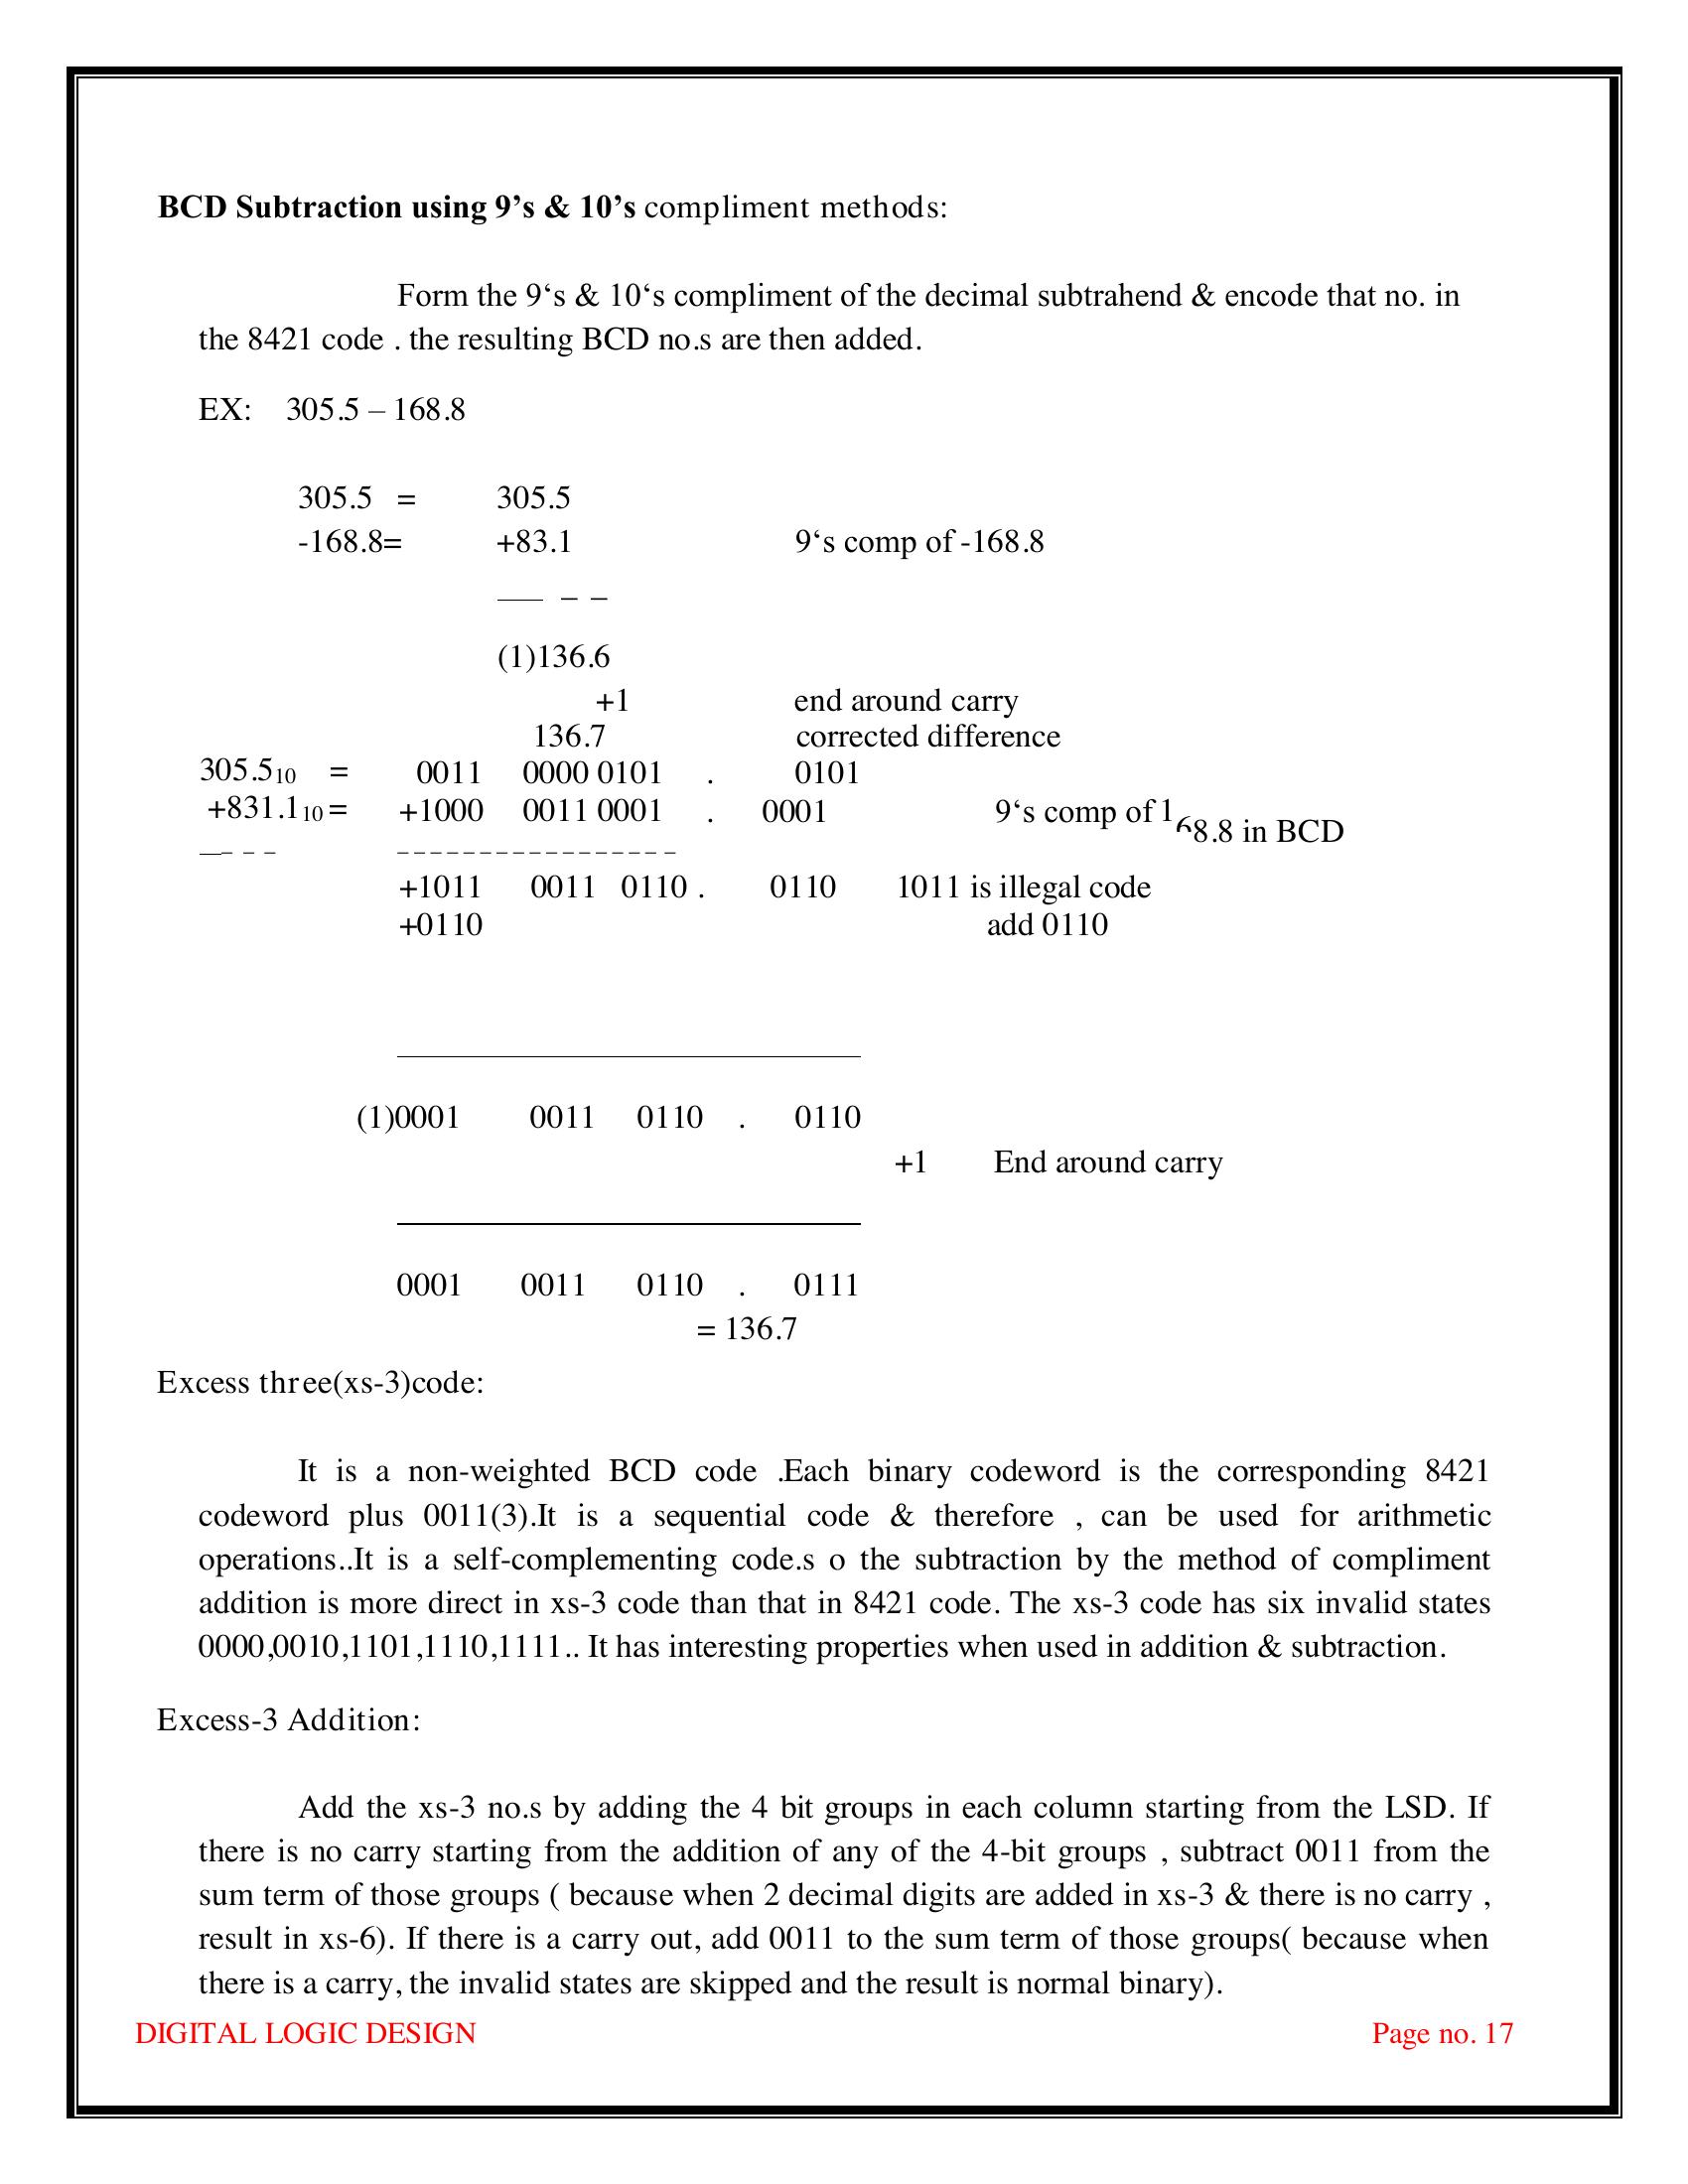 BCD Subtraction using 9’s & 10’s compliment methods:
Form the 9‘s & 10‘s compliment of the decimal subtrahend & encode that no. in
the 8421 code . the resulting BCD no.s are then added.
EX: 305.5 – 168.8
305.5 = 305.5
-168.8= +83.1 9‘s comp of -168.8
(1)136.6
+1 end around carry
136.7 corrected difference
305.510 = 0011 0000 0101 . 0101
+831.110 = +1000 0011 0001 . 0001 9‘s comp of 168.8 in BCD
+1011 0011 0110 . 0110 1011 is illegal code
+0110 add 0110
(1)0001 0011 0110 . 0110
+1 End around carry
0001 0011 0110 . 0111
= 136.7
Excess three(xs-3)code:
It is a non-weighted BCD code .Each binary codeword is the corresponding 8421
codeword plus 0011(3).It is a sequential code & therefore , can be used for arithmetic
operations..It is a self-complementing code.s o the subtraction by the method of compliment
addition is more direct in xs-3 code than that in 8421 code. The xs-3 code has six invalid states
0000,0010,1101,1110,1111.. It has interesting properties when used in addition & subtraction.
Excess-3 Addition:
Add the xs-3 no.s by adding the 4 bit groups in each column starting from the LSD. If
there is no carry starting from the addition of any of the 4-bit groups , subtract 0011 from the
sum term of those groups ( because when 2 decimal digits are added in xs-3 & there is no carry ,
result in xs-6). If there is a carry out, add 0011 to the sum term of those groups( because when
there is a carry, the invalid states are skipped and the result is normal binary).
DIGITAL LOGIC DESIGN Page no. 17